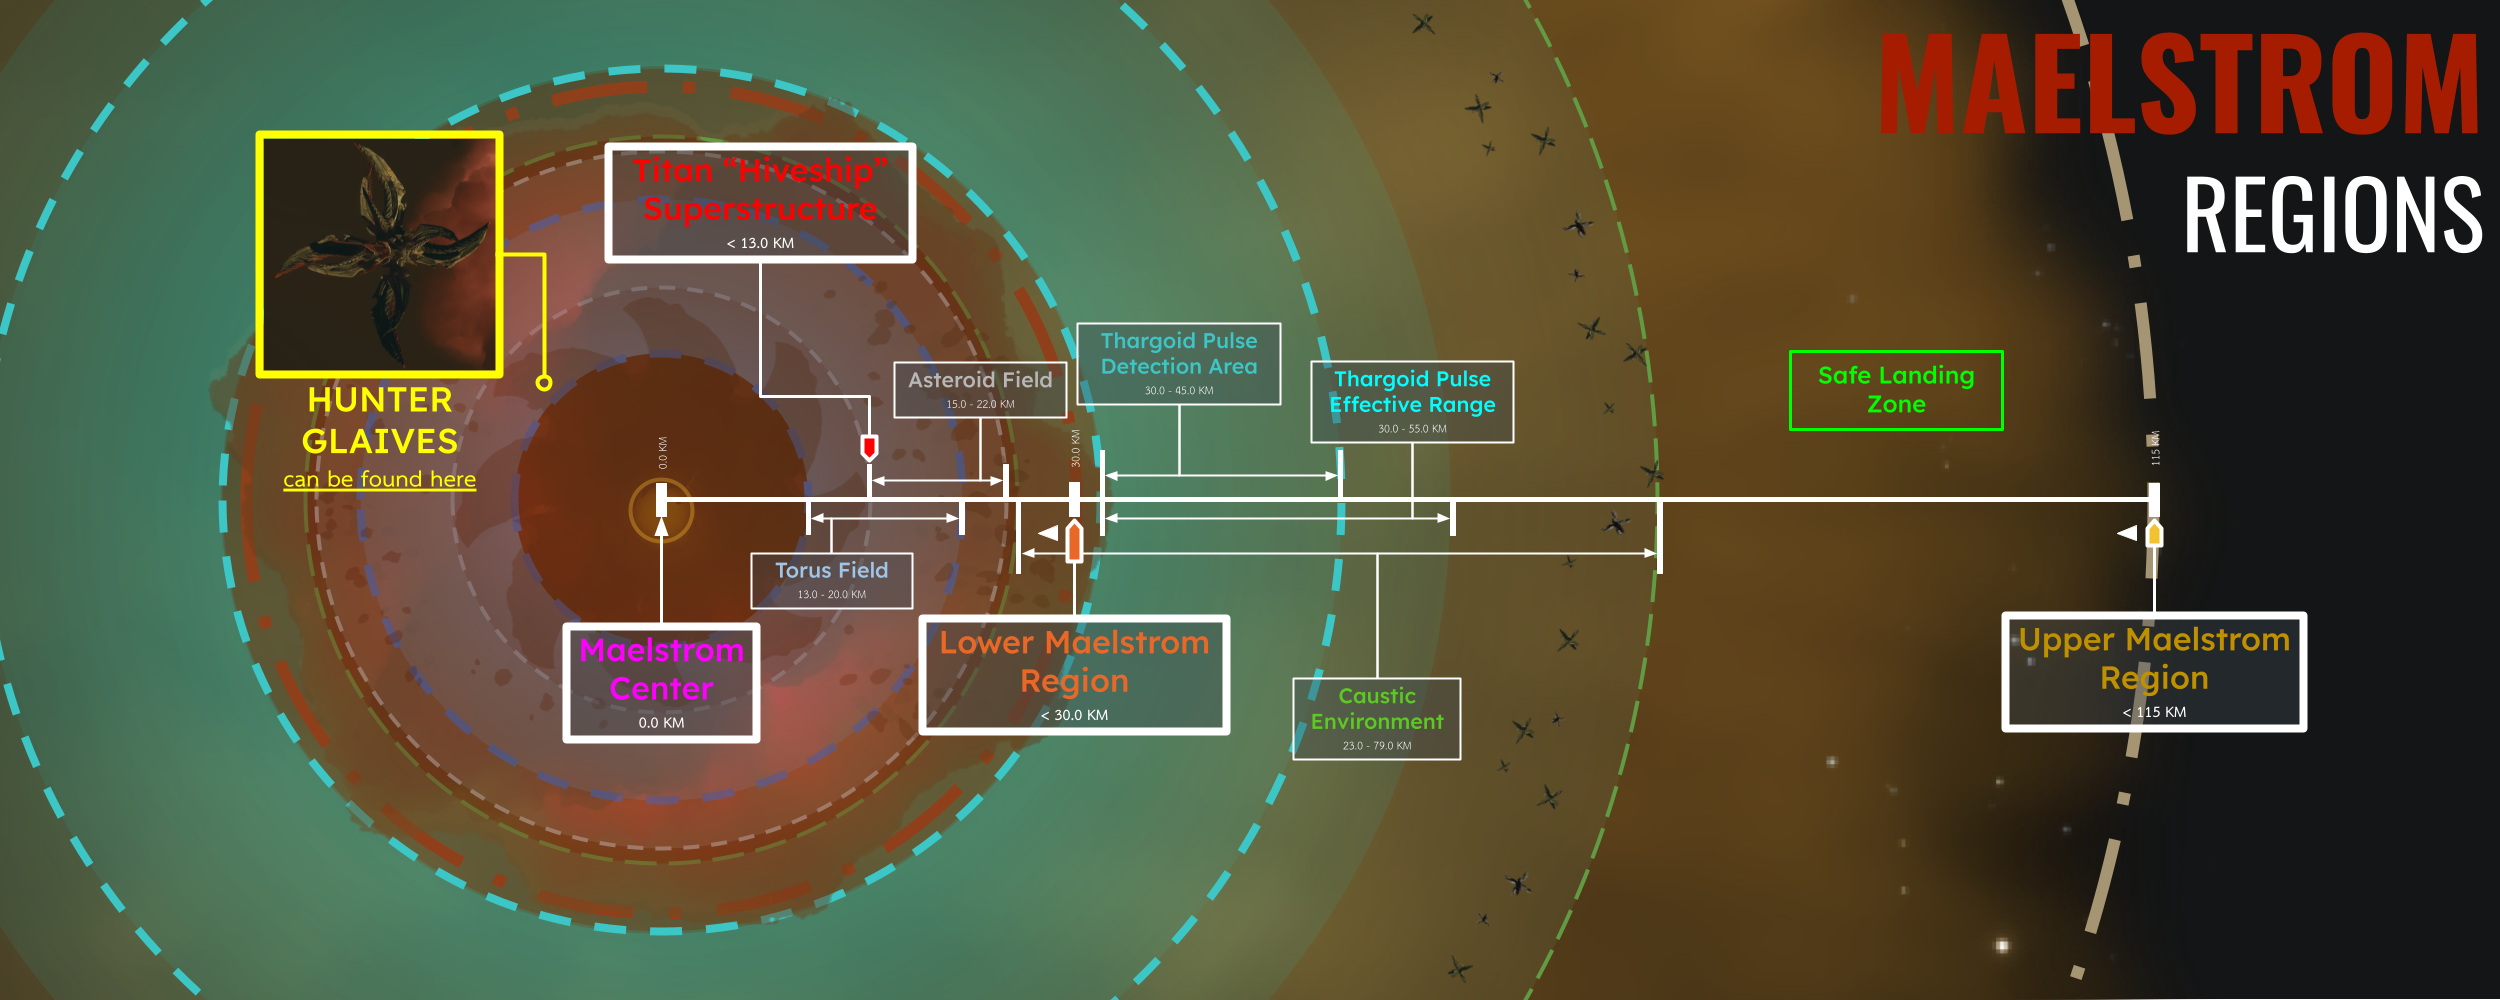 MAELSTROM
REGIONS
HUNTER
GLAIVES
can be found here
Titan “Hiveship”
Superstructure
< 13.0 KM
Asteroid Field
15.0 - 22.0 KM
Thargoid Pulse
Detection Area
30.0 - 45.0 KM
Thargoid Pulse
Effective Range
30.0 - 55.0 KM
Safe Landing
Zone
0.0 KM
30.0 KM
115 KM
Torus Field
13.0 - 20.0 KM
Maelstrom
Center
0.0 KM
Lower Maelstrom
Region
< 30.0 KM
Caustic
Environment
23.0 - 79.0 KM
Upper Maelstrom
Region
< 115 KM